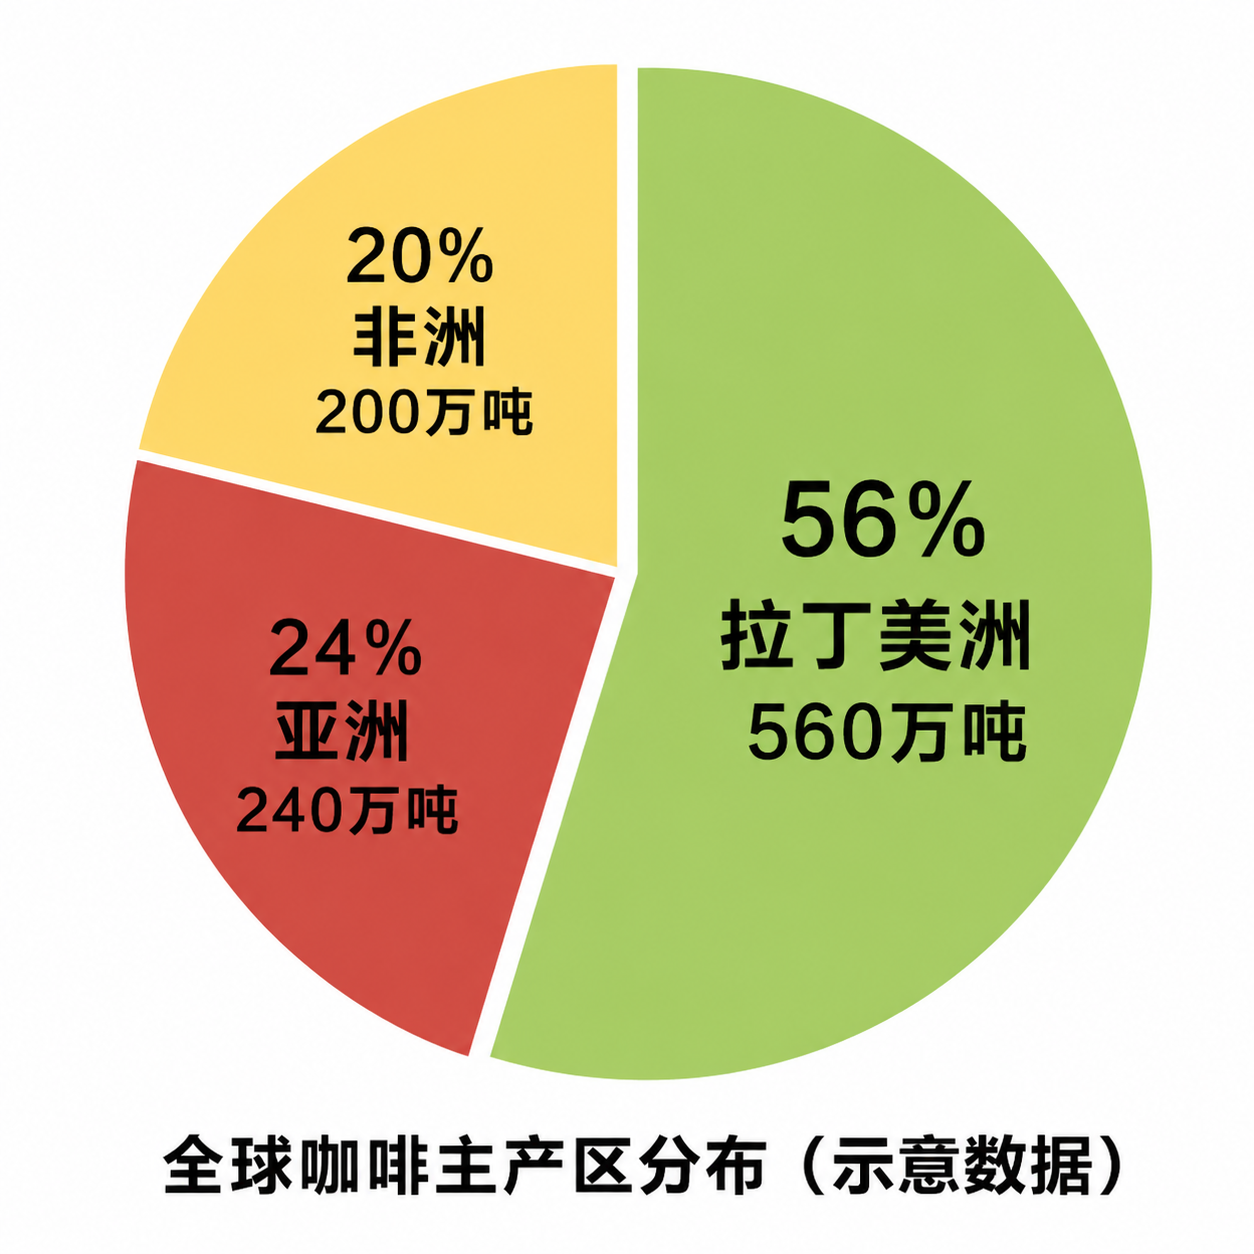 20%
非洲
200万吨
56%
拉丁美洲
560万吨
24%
亚洲
240万吨
全球咖啡主产区分布（示意数据）